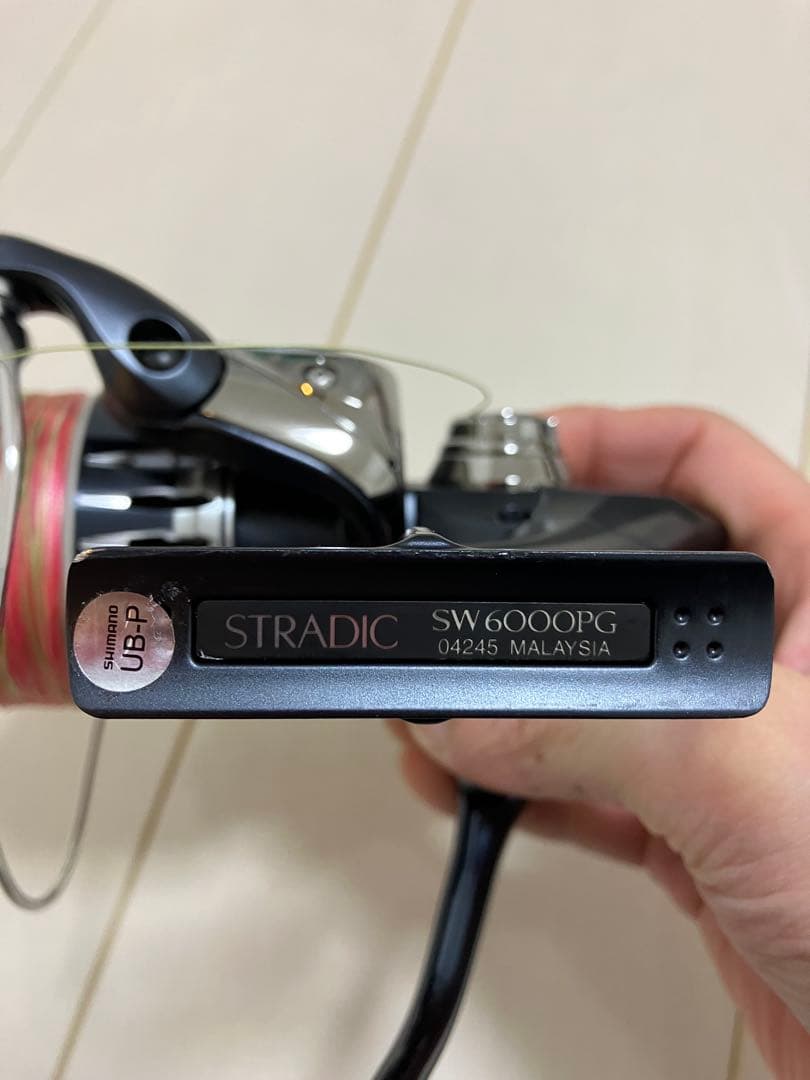 SHIMANO
UB-P
STRADIC SW6000PG
04245 MALAYSIA